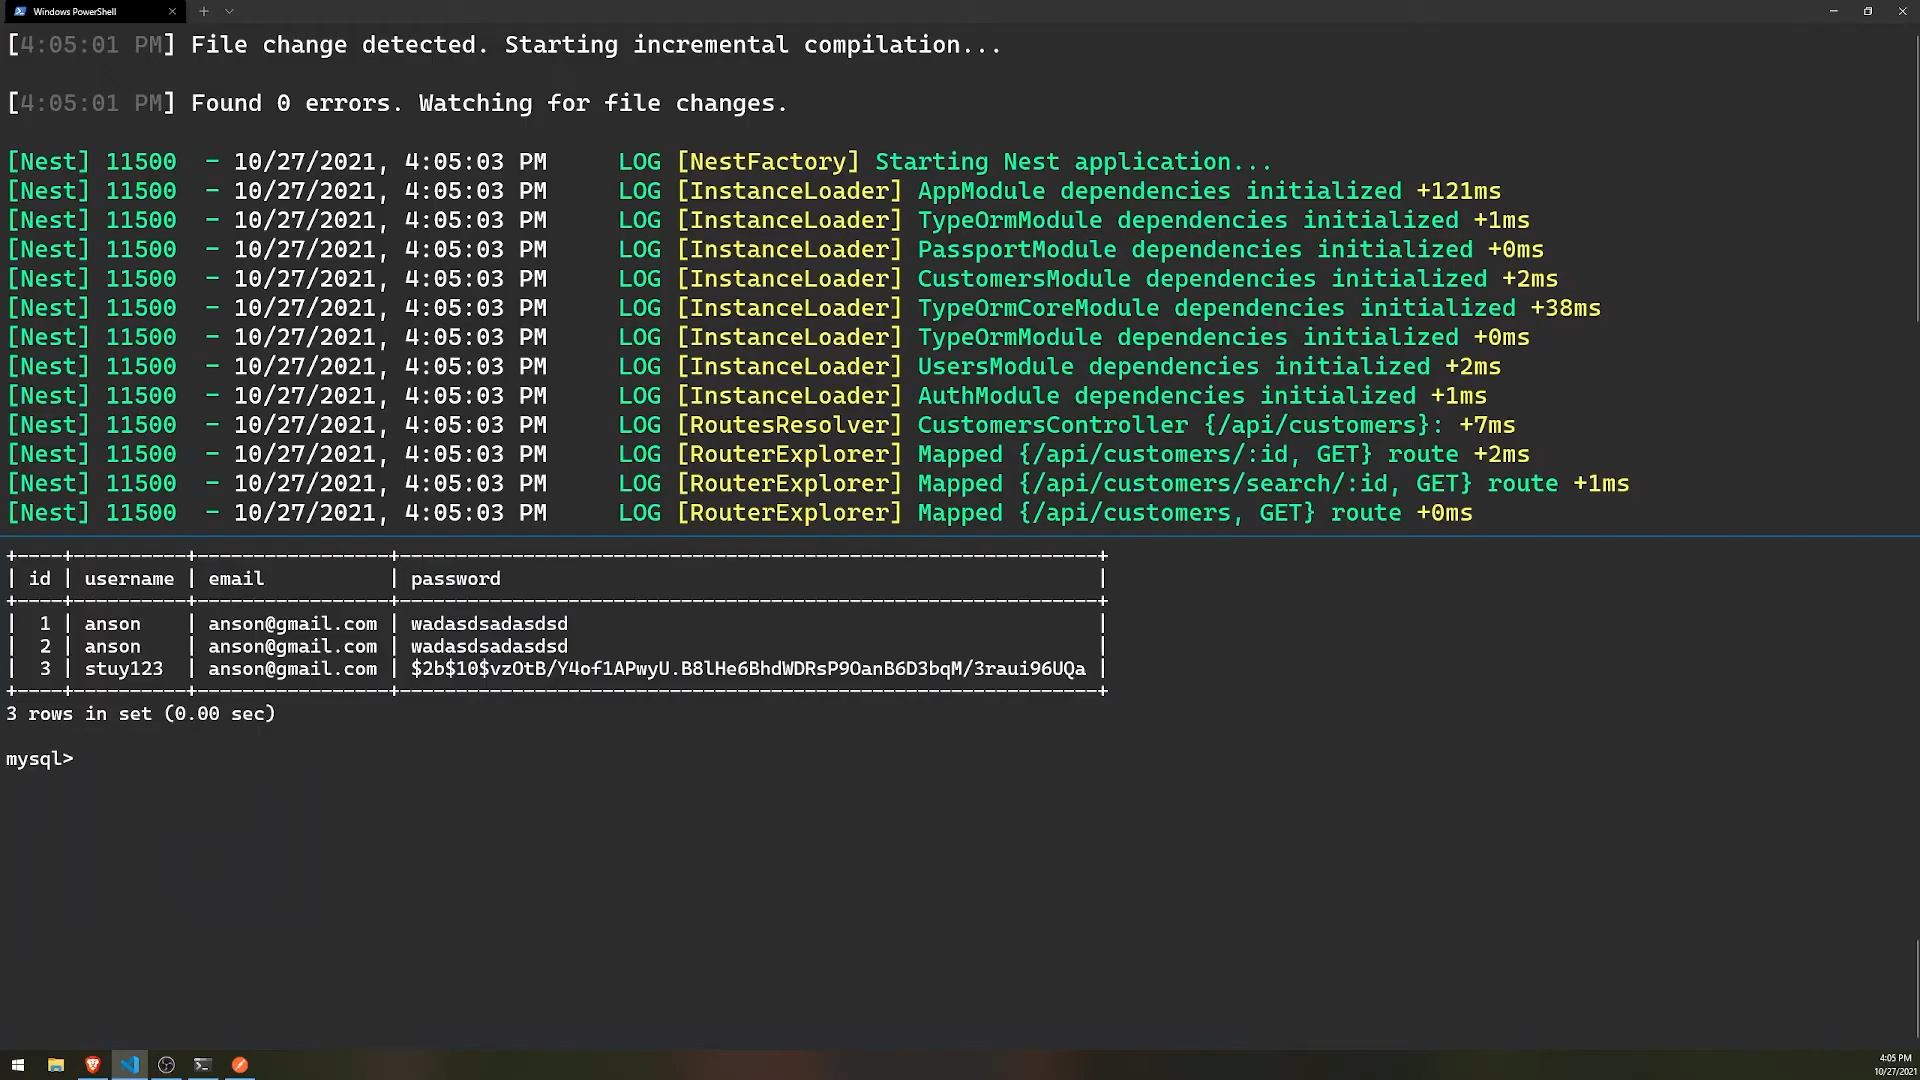 Windows PowerShell
[4:05:01 PM] File change detected. Starting incremental compilation...
[4:05:01 PM] Found 0 errors. Watching for file changes.
[Nest] 11500  - 10/27/2021, 4:05:03 PM     LOG [NestFactory] Starting Nest application...
[Nest] 11500  - 10/27/2021, 4:05:03 PM     LOG [InstanceLoader] AppModule dependencies initialized +121ms
[Nest] 11500  - 10/27/2021, 4:05:03 PM     LOG [InstanceLoader] TypeOrmModule dependencies initialized +1ms
[Nest] 11500  - 10/27/2021, 4:05:03 PM     LOG [InstanceLoader] PassportModule dependencies initialized +0ms
[Nest] 11500  - 10/27/2021, 4:05:03 PM     LOG [InstanceLoader] CustomersModule dependencies initialized +2ms
[Nest] 11500  - 10/27/2021, 4:05:03 PM     LOG [InstanceLoader] TypeOrmCoreModule dependencies initialized +38ms
[Nest] 11500  - 10/27/2021, 4:05:03 PM     LOG [InstanceLoader] TypeOrmModule dependencies initialized +0ms
[Nest] 11500  - 10/27/2021, 4:05:03 PM     LOG [InstanceLoader] UsersModule dependencies initialized +2ms
[Nest] 11500  - 10/27/2021, 4:05:03 PM     LOG [InstanceLoader] AuthModule dependencies initialized +1ms
[Nest] 11500  - 10/27/2021, 4:05:03 PM     LOG [RoutesResolver] CustomersController {/api/customers}: +7ms
[Nest] 11500  - 10/27/2021, 4:05:03 PM     LOG [RouterExplorer] Mapped {/api/customers/:id, GET} route +2ms
[Nest] 11500  - 10/27/2021, 4:05:03 PM     LOG [RouterExplorer] Mapped {/api/customers/search/:id, GET} route +1ms
[Nest] 11500  - 10/27/2021, 4:05:03 PM     LOG [RouterExplorer] Mapped {/api/customers, GET} route +0ms
| id | username | email           | password                                                     |
|  1 | anson    | anson@gmail.com | wadasdsadasdsd                                               |
|  2 | anson    | anson@gmail.com | wadasdsadasdsd                                               |
|  3 | stuy123  | anson@gmail.com | $2b$10$vzOtB/Y4of1APwyU.B8lHe6BhdWDRsP9OanB6D3bqM/3raui96UQa |
3 rows in set (0.00 sec)
mysql>
4:05 PM
10/27/2021